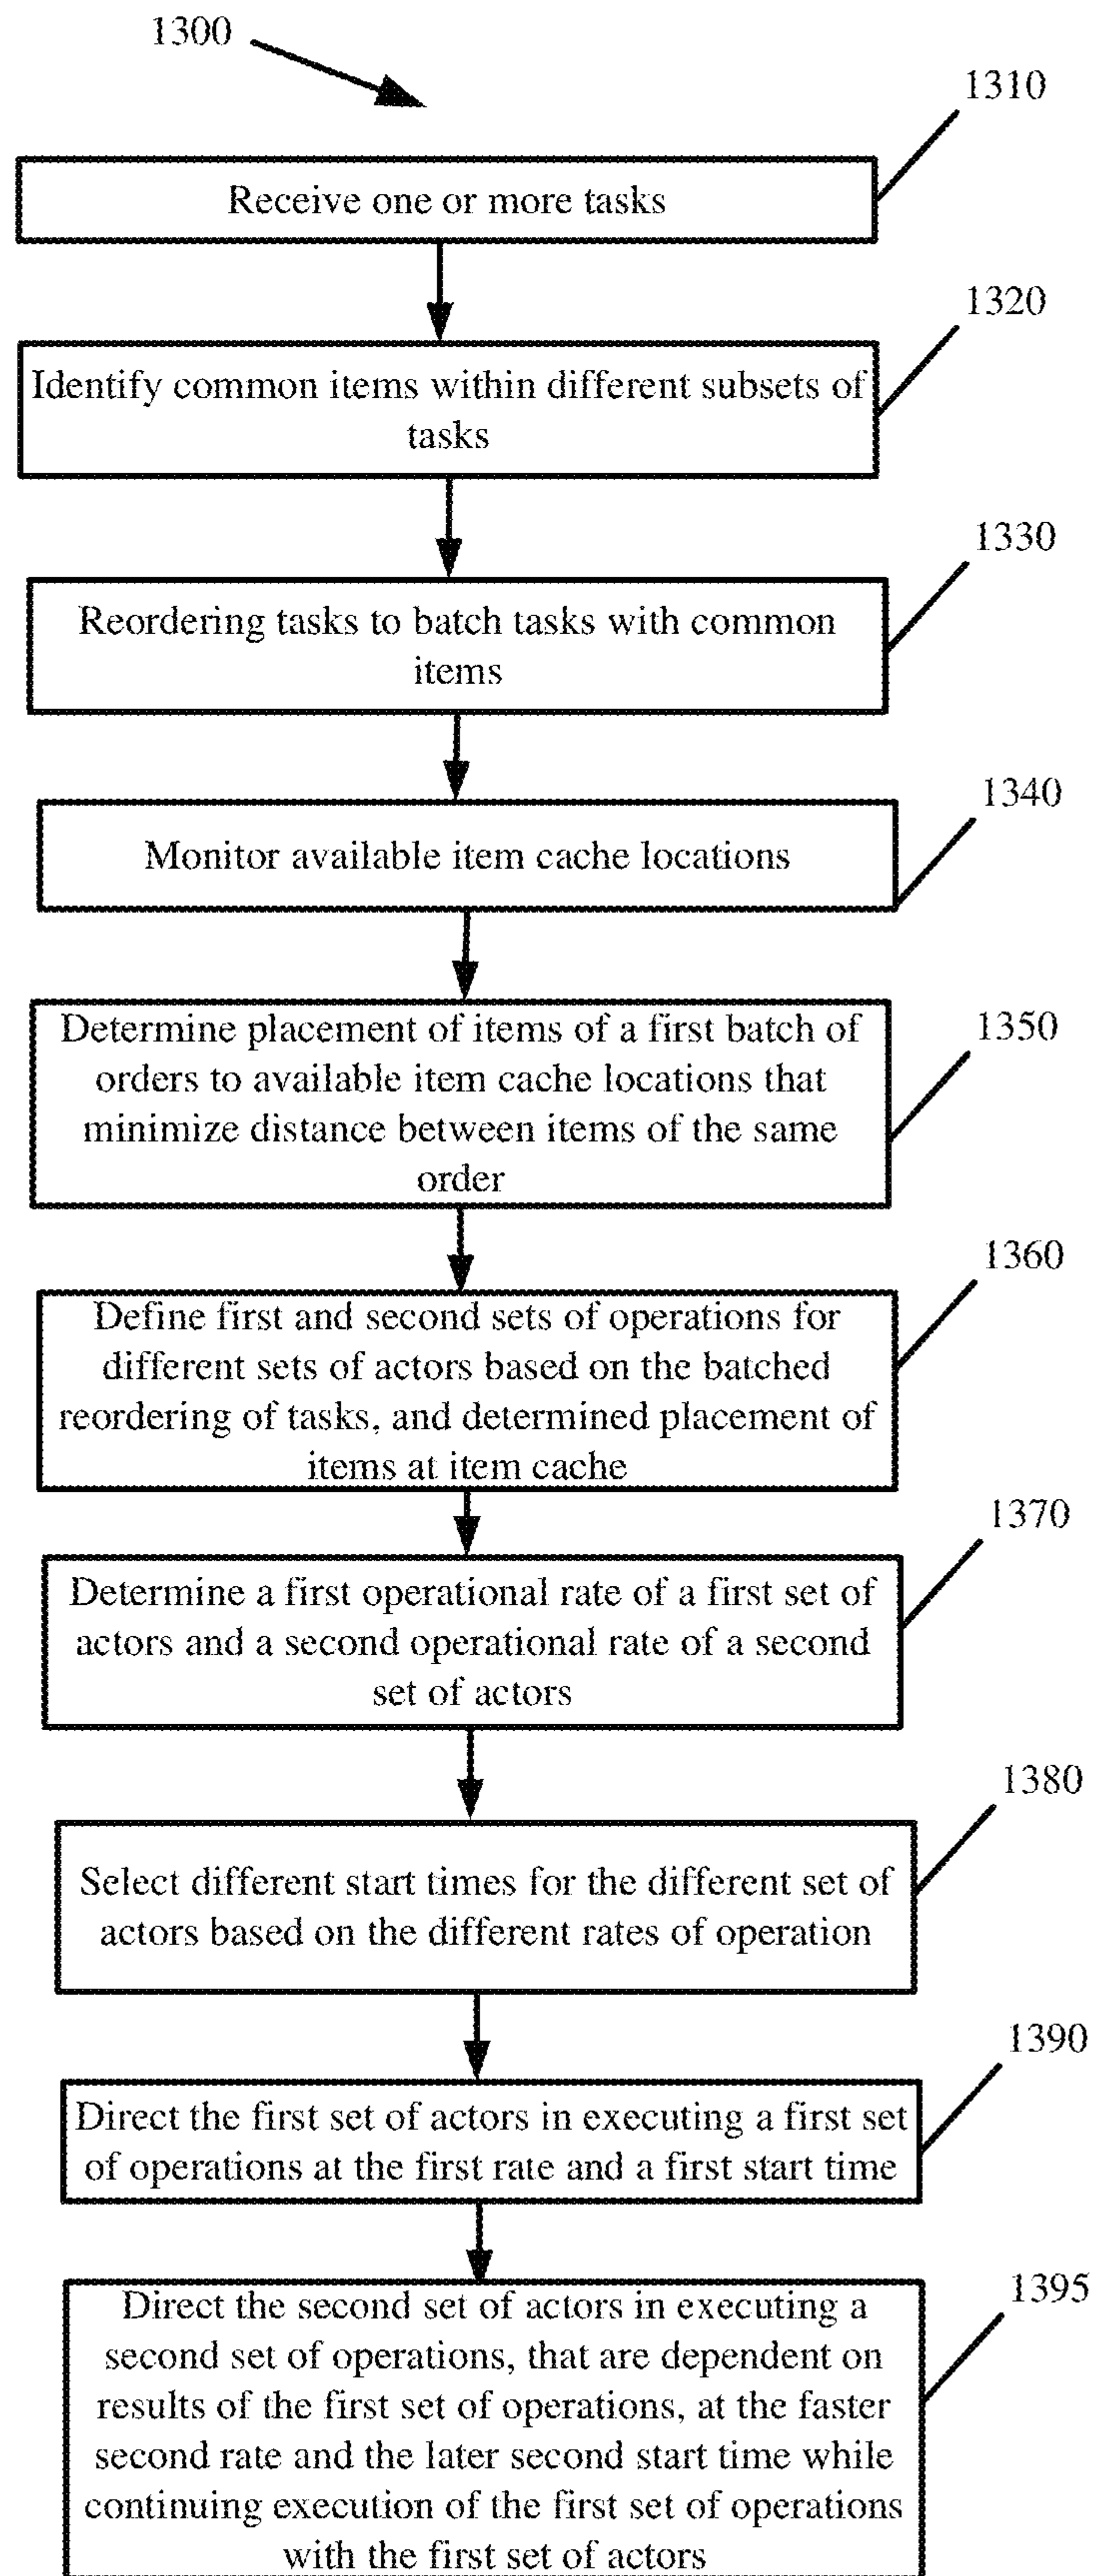 1300
1310
Receive one or more tasks
1320
Identify common items within different subsets of
tasks
1330
Reordering tasks to batch tasks with common
items
1340
Monitor available item cache locations
1350
Determine placement of items of a first batch of
orders to available item cache locations that
minimize distance between items of the same
order
1360
Define first and second sets of operations for
different sets of actors based on the batched
reordering of tasks, and determined placement of
items at item cache
1370
Determine a first operational rate of a first set of
actors and a second operational rate of a second
set of actors
1380
Select different start times for the different set of
actors based on the different rates of operation
1390
Direct the first set of actors in executing a first set
of operations at the first rate and a first start time
1395
Direct the second set of actors in executing a
second set of operations, that are dependent on
results of the first set of operations, at the faster
second rate and the later second start time while
continuing execution of the first set of operations
with the first set of actors